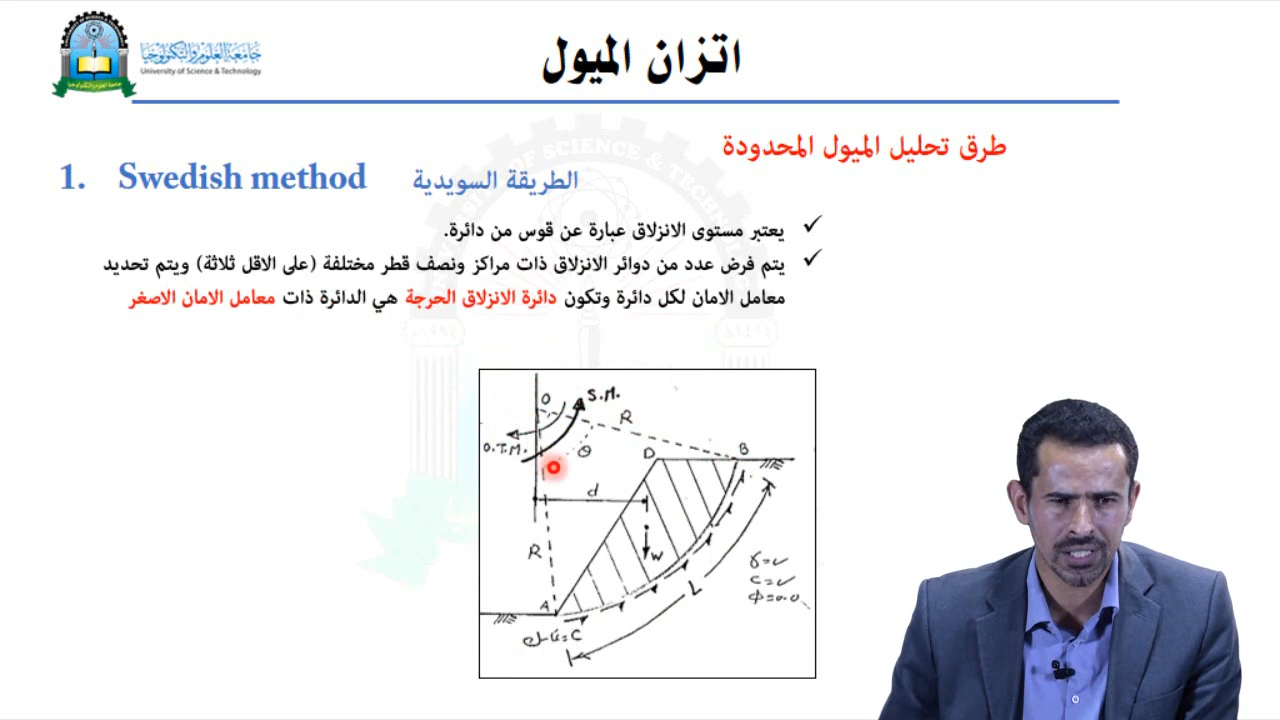 جامعة العلوم والتكنولوجيا
University of Science & Technology
اتزان الميول
طرق تحليل الميول المحدودة
1. Swedish method الطريقة السويدية
✓ يعتبر مستوى الانزلاق عبارة عن قوس من دائرة.
✓ يتم فرض عدد من دوائر الانزلاق ذات مراكز ونصف قطر مختلفة (على الاقل ثلاثة) ويتم تحديد
معامل الامان لكل دائرة وتكون دائرة الانزلاق الحرجة هي الدائرة ذات معامل الامان الاصغر
O S.M.
R
O.T.M. θ D B
d
R W
γ=✓
C=✓
L
A